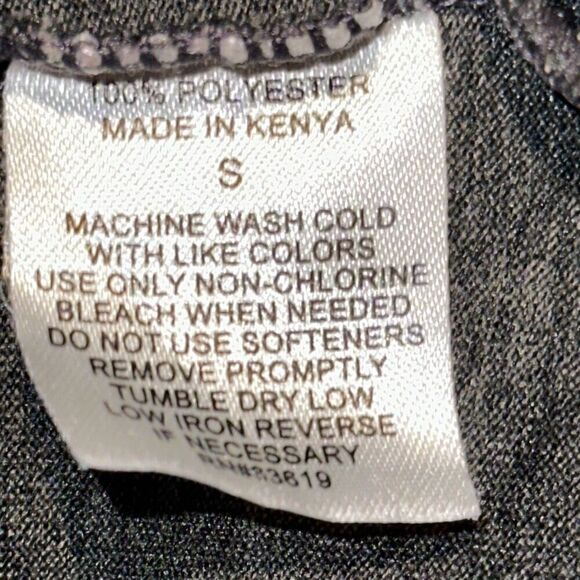 100% POLYESTER
MADE IN KENYA
S
MACHINE WASH COLD
WITH LIKE COLORS
USE ONLY NON-CHLORINE
BLEACH WHEN NEEDED
DO NOT USE SOFTENERS
REMOVE PROMPTLY
TUMBLE DRY LOW
LOW IRON REVERSE
IF NECESSARY
RN#83619